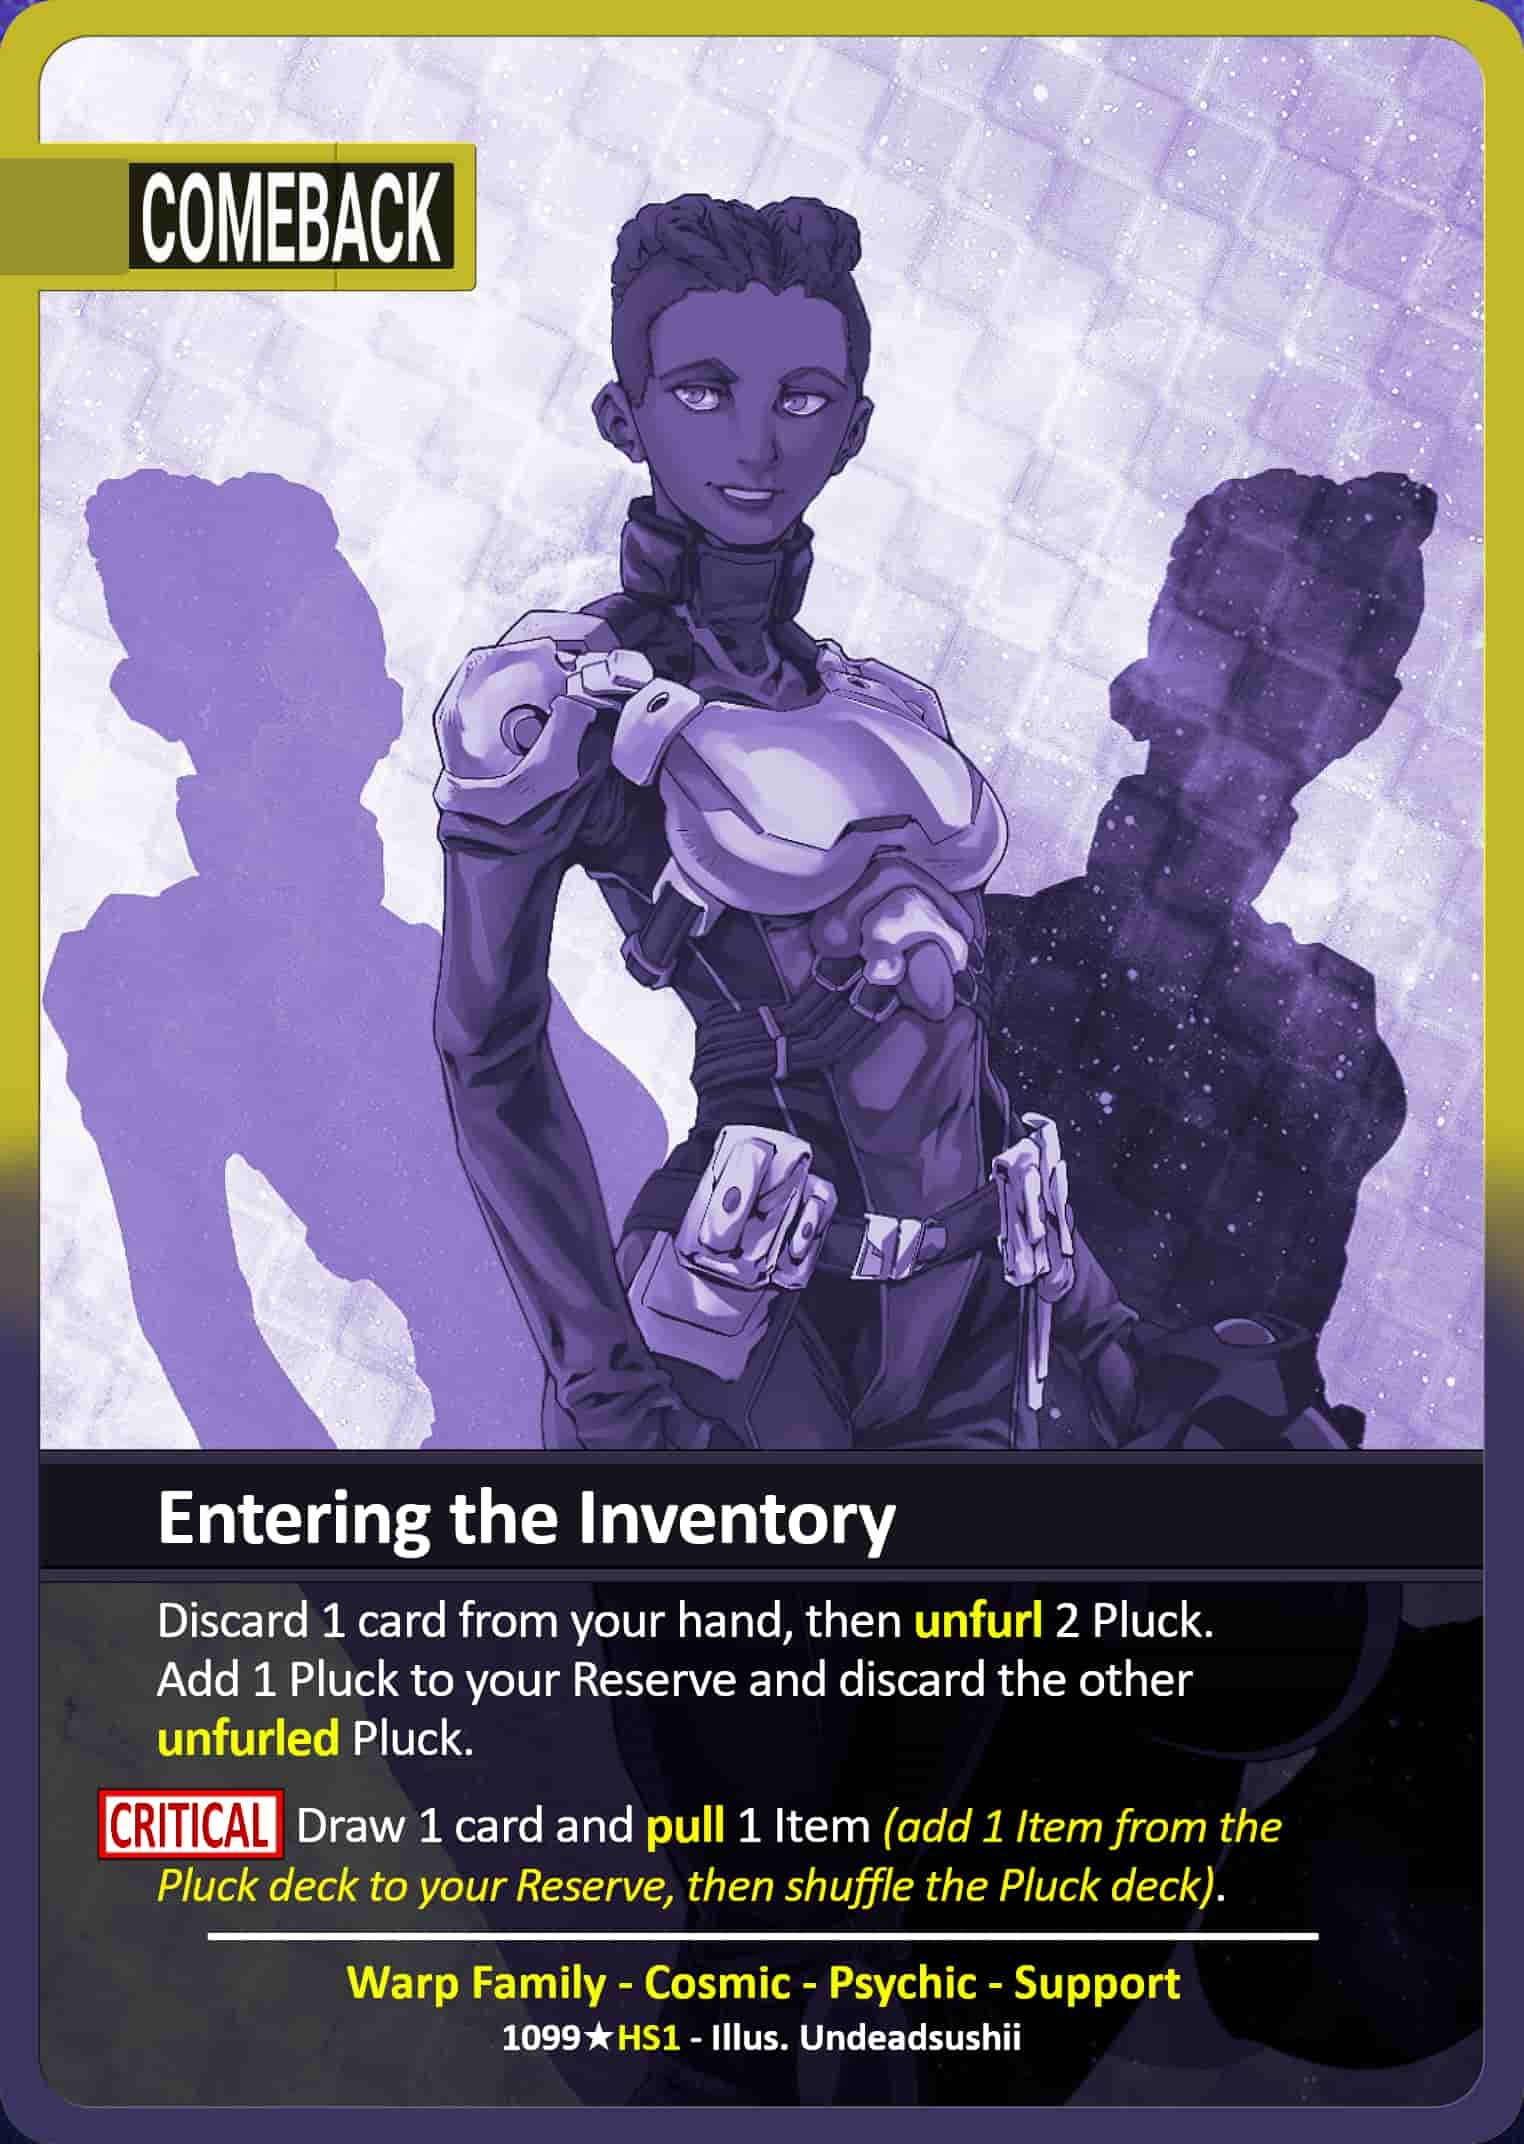 COMEBACK
Entering the Inventory
Discard 1 card from your hand, then unfurl 2 Pluck.
Add 1 Pluck to your Reserve and discard the other
unfurled Pluck.
CRITICAL Draw 1 card and pull 1 Item (add 1 Item from the
Pluck deck to your Reserve, then shuffle the Pluck deck).
Warp Family - Cosmic - Psychic - Support
1099★HS1 - Illus. Undeadsushii